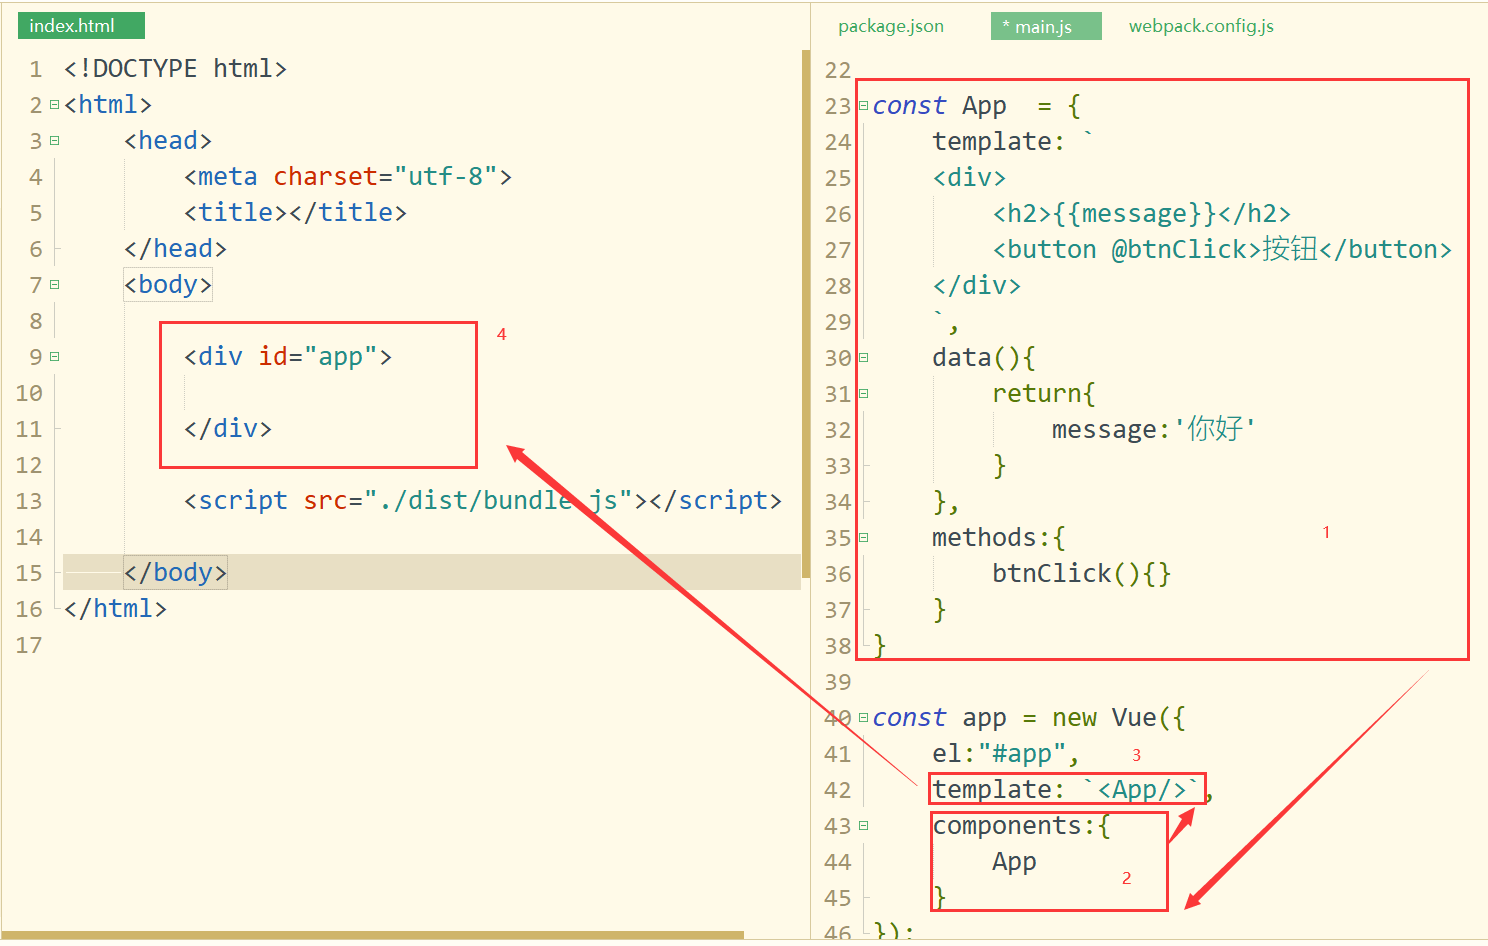 index.html
1 <!DOCTYPE html>
2 <html>
3 <head>
4 <meta charset="utf-8">
5 <title></title>
6 </head>
7 <body>
8
9 <div id="app">
10
11 </div>
12
13 <script src="./dist/bundle.js"></script>
14
15 </body>
16 </html>
17
4
package.json * main.js webpack.config.js
22
23 const App  = {
24 template: `
25 <div>
26 <h2>{{message}}</h2>
27 <button @btnClick>按钮</button>
28 </div>
29 `,
30 data(){
31 return{
32 message:'你好'
33 }
34 },
35 methods:{
1
36 btnClick(){}
37 }
38 }
39
40 const app = new Vue({
41 el:"#app",
3
42 template: `<App/>`,
43 components:{
44 App
2
45 }
46 });